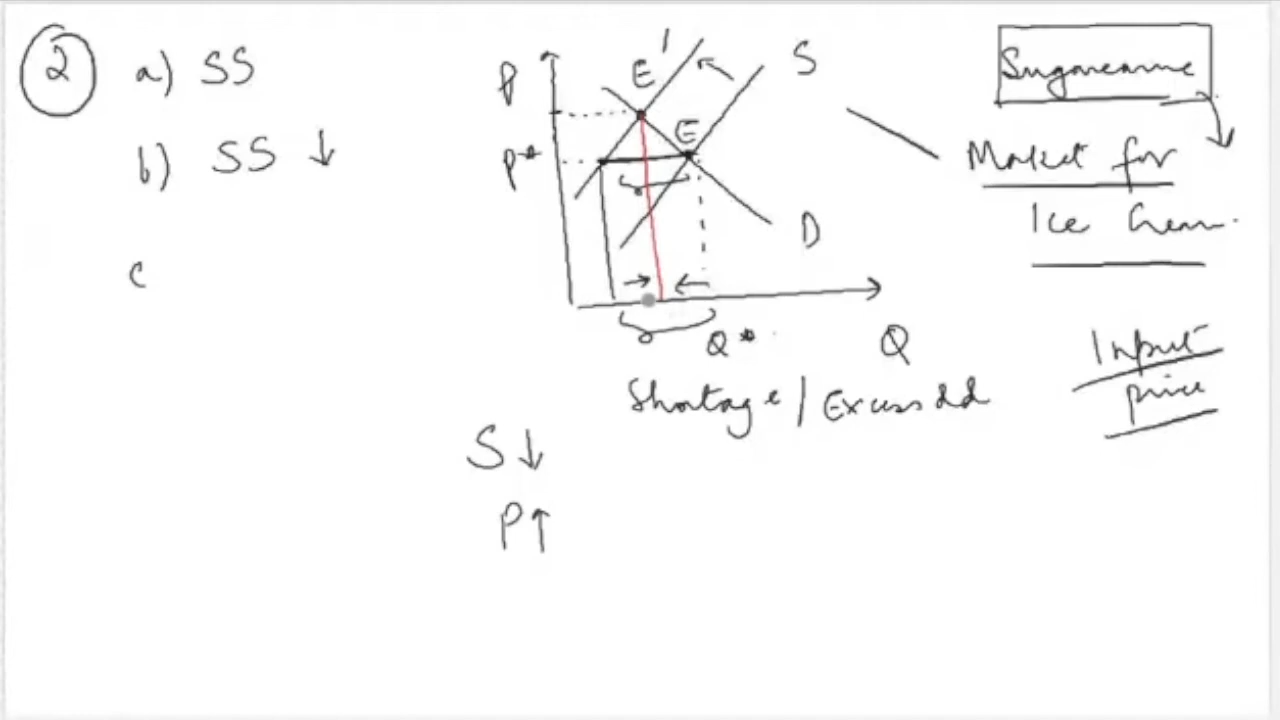 2
a) SS
b) SS ↓
c
P
P*
E'
E
S
D
Q*
Q
Shortage / Excess dd
S ↓
P ↑
Sugarcane
Market for
Ice Cream
Input
price